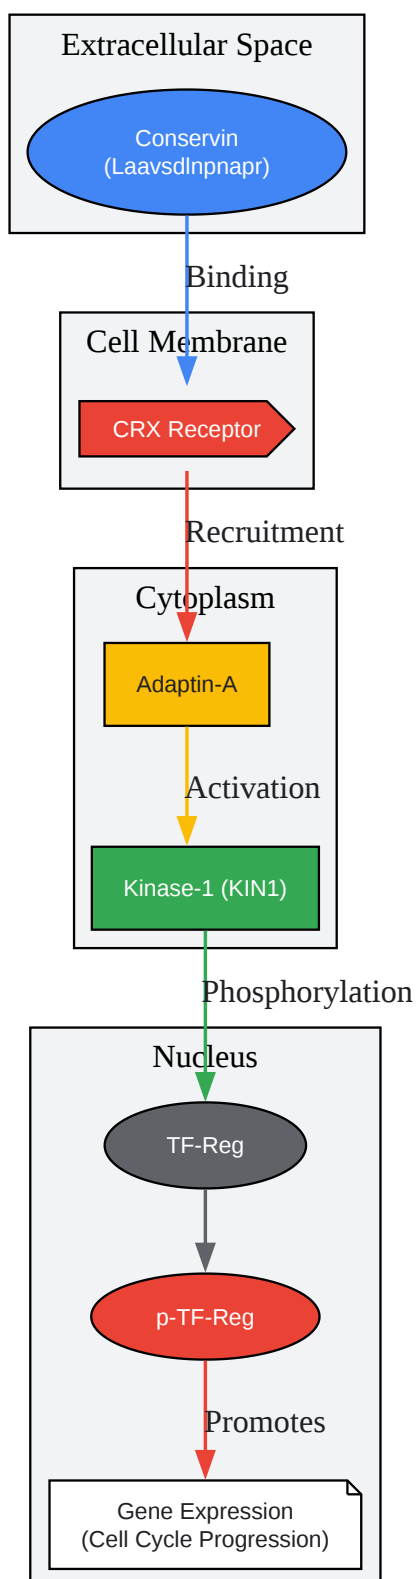 Extracellular Space
Conservin
(Laavsdlnpnapr)
Binding
Cell Membrane
CRX Receptor
Recruitment
Cytoplasm
Adaptin-A
Activation
Kinase-1 (KIN1)
Phosphorylation
Nucleus
TF-Reg
p-TF-Reg
Promotes
Gene Expression
(Cell Cycle Progression)